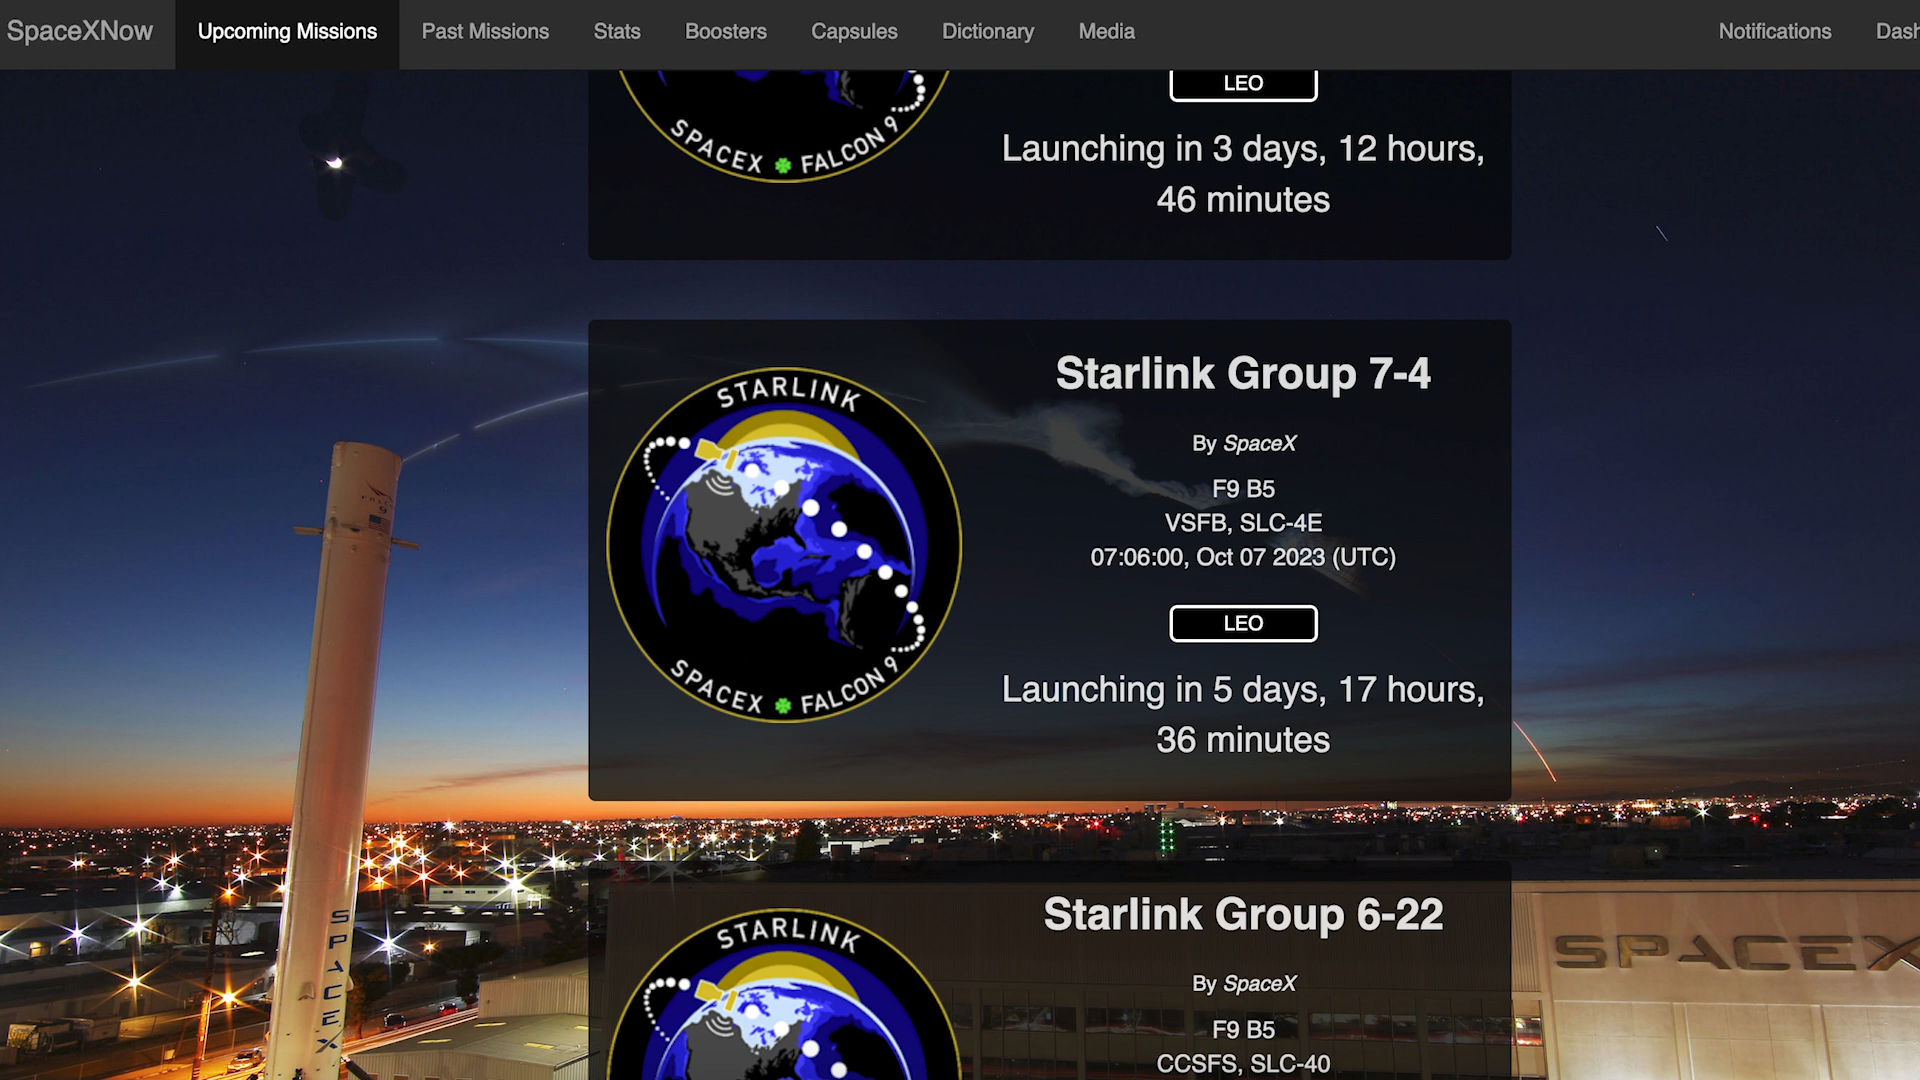 SpaceXNow
Upcoming Missions
Past Missions
Stats
Boosters
Capsules
Dictionary
Media
Notifications
LEO
SPACEX FALCON 9
Launching in 3 days, 12 hours,
46 minutes
STARLINK
SPACEX FALCON 9
Starlink Group 7-4
By SpaceX
F9 B5
VSFB, SLC-4E
07:06:00, Oct 07 2023 (UTC)
LEO
Launching in 5 days, 17 hours,
36 minutes
STARLINK
Starlink Group 6-22
By SpaceX
F9 B5
CCSFS, SLC-40
FALCON
9
SPACEX
SPACEX